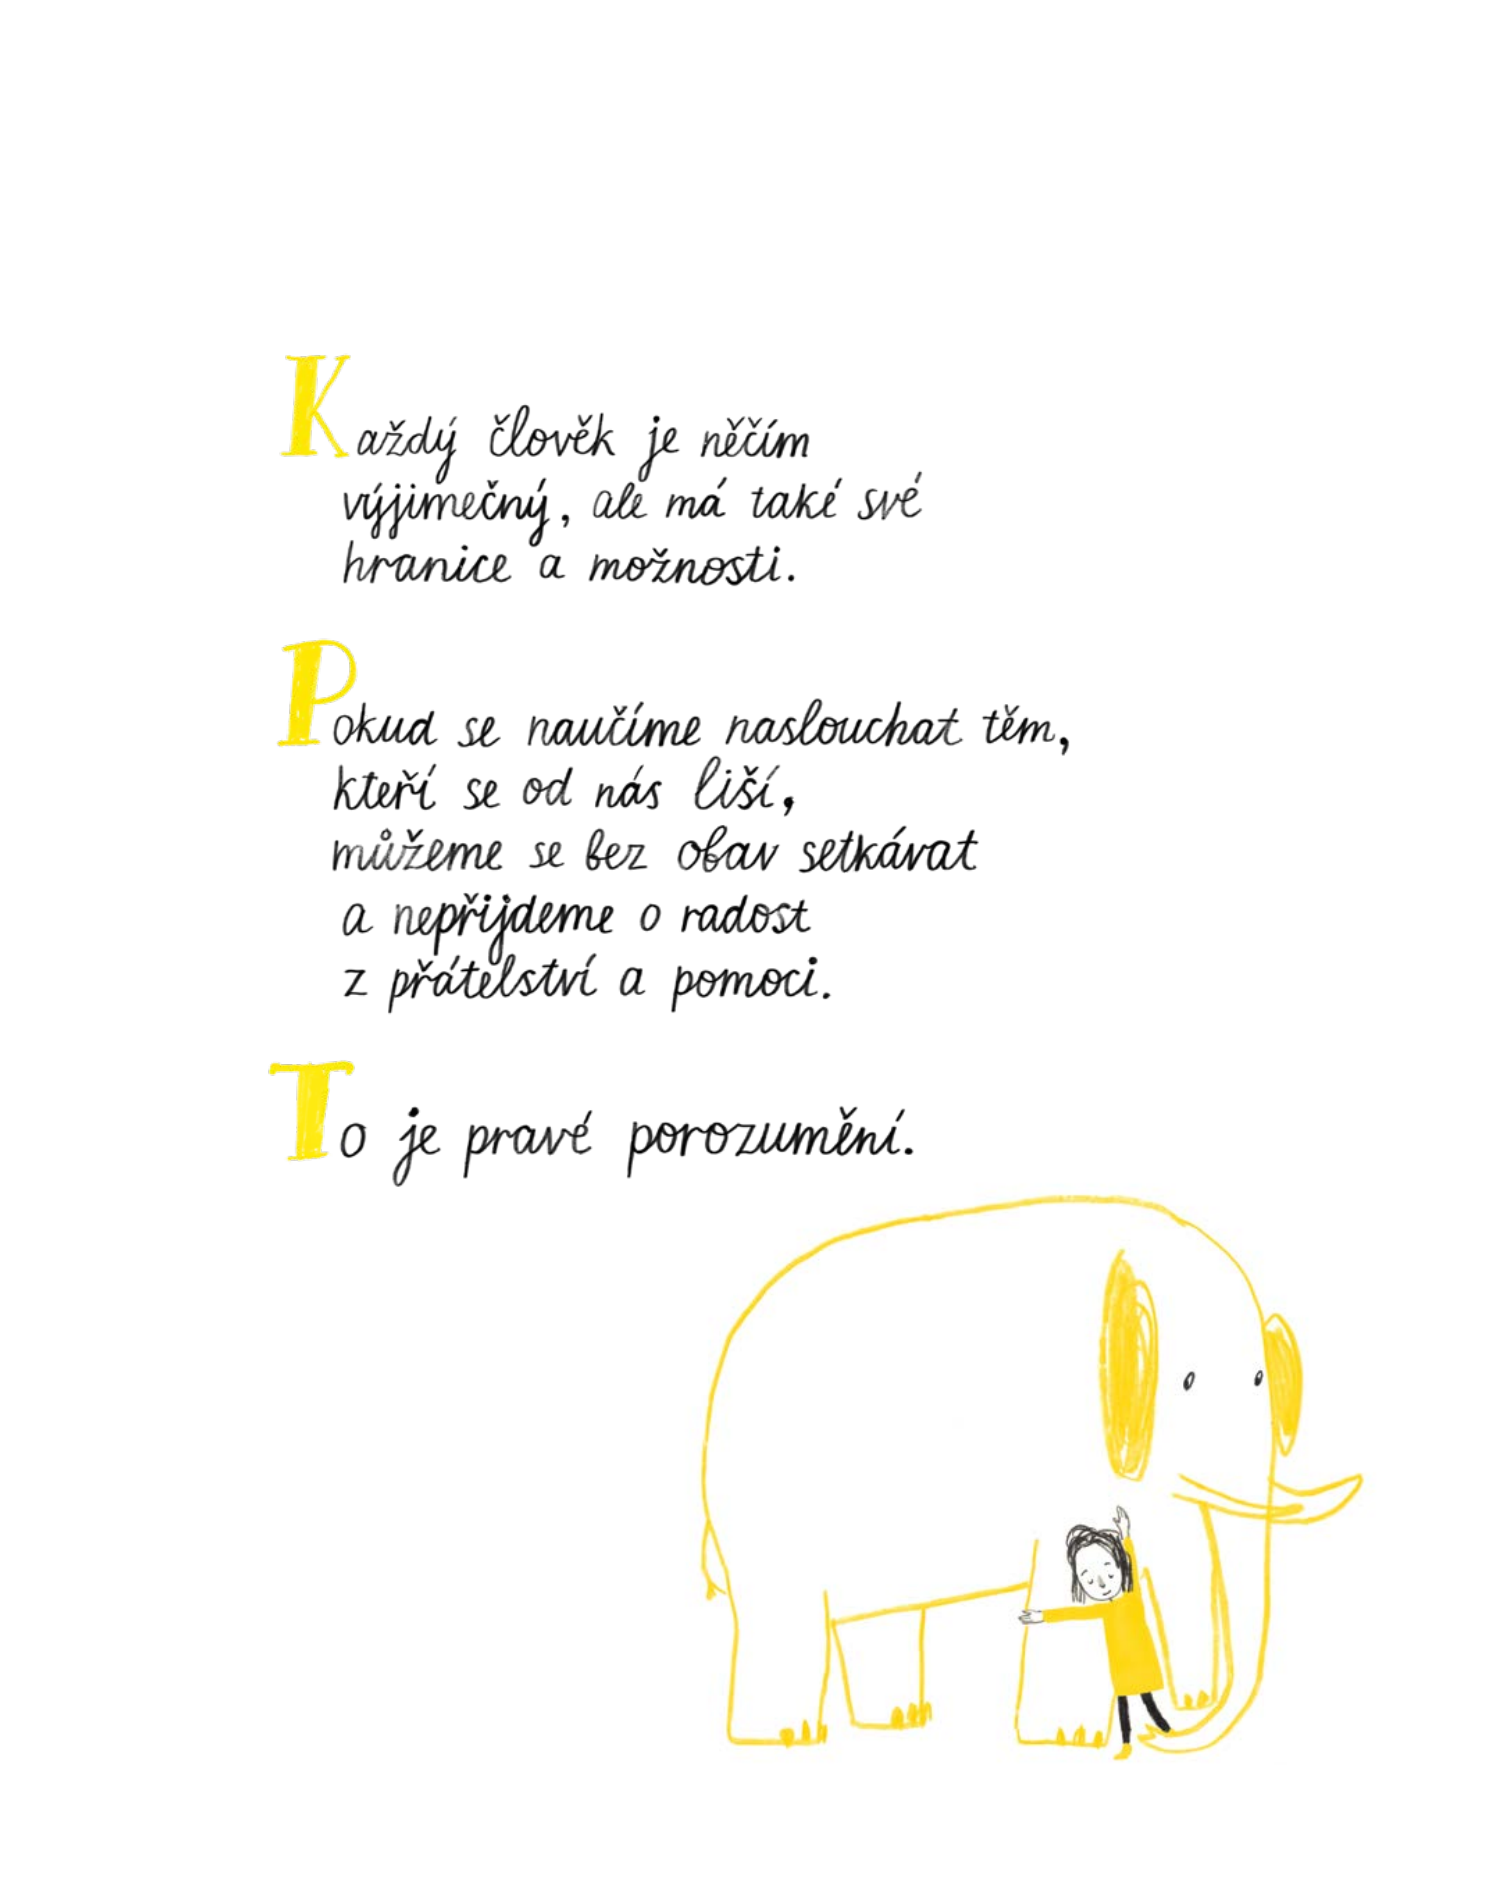 Každý člověk je něčím
výjimečný, ale má také své
hranice a možnosti.
Pokud se naučíme naslouchat těm,
kteří se od nás liší,
můžeme se bez obav setkávat
a nepřijdeme o radost
z přátelství a pomoci.
To je pravé porozumění.